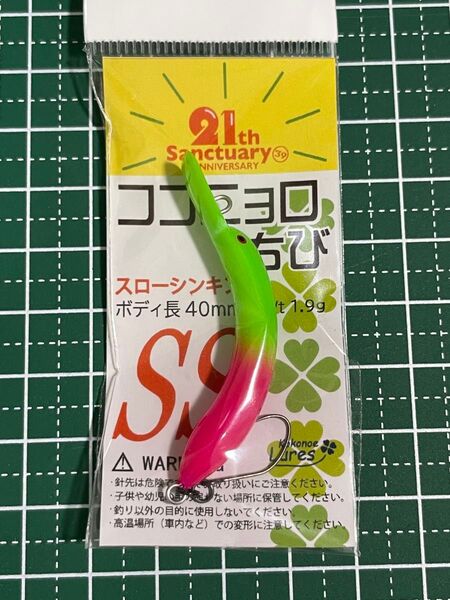 21th
Sanctuary 39
ANNIVERSARY
ココニョロ
ちび
スローシンキ
ボディ長 40mm t 1.9g
SS
Kokonoe
Lures
⚠ WARNING
・針先は危険で 取り扱いにご注意ください。
・子供や幼児 の ない場所に保管してください。
・釣り以外の目的に使用しないでください。
・高温場所（車内など）での変形に注意してください。